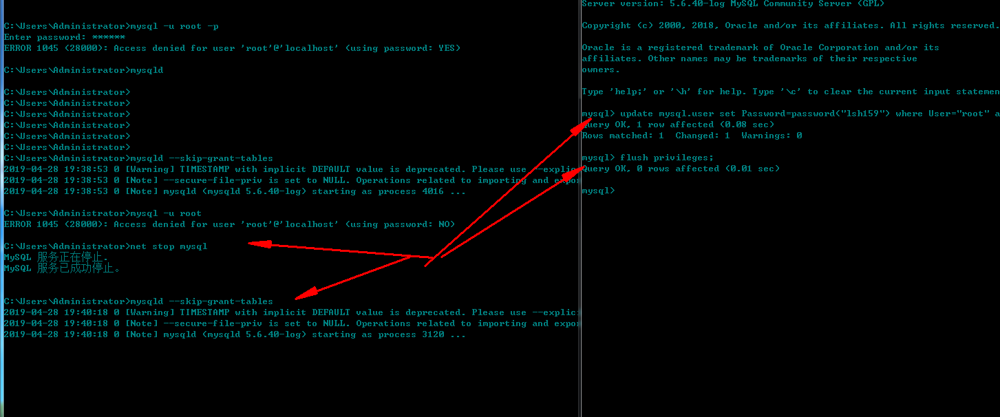 C:\Users\Administrator>mysql -u root -p
Enter password: ******
ERROR 1045 (28000): Access denied for user 'root'@'localhost' (using password: YES)
C:\Users\Administrator>mysqld
C:\Users\Administrator>
C:\Users\Administrator>
C:\Users\Administrator>
C:\Users\Administrator>
C:\Users\Administrator>
C:\Users\Administrator>
C:\Users\Administrator>mysqld --skip-grant-tables
2019-04-28 19:38:53 0 [Warning] TIMESTAMP with implicit DEFAULT value is deprecated. Please use --explic
2019-04-28 19:38:53 0 [Note] --secure-file-priv is set to NULL. Operations related to importing and expor
2019-04-28 19:38:53 0 [Note] mysqld (mysqld 5.6.40-log) starting as process 4016 ...
C:\Users\Administrator>mysql -u root
ERROR 1045 (28000): Access denied for user 'root'@'localhost' (using password: NO)
C:\Users\Administrator>net stop mysql
MySQL 服务正在停止.
MySQL 服务已成功停止。
C:\Users\Administrator>mysqld --skip-grant-tables
2019-04-28 19:40:18 0 [Warning] TIMESTAMP with implicit DEFAULT value is deprecated. Please use --explici
2019-04-28 19:40:18 0 [Note] --secure-file-priv is set to NULL. Operations related to importing and expor
2019-04-28 19:40:18 0 [Note] mysqld (mysqld 5.6.40-log) starting as process 3120 ...
Server version: 5.6.40-log MySQL Community Server (GPL)
Copyright (c) 2000, 2018, Oracle and/or its affiliates. All rights reserved.
Oracle is a registered trademark of Oracle Corporation and/or its
affiliates. Other names may be trademarks of their respective
owners.
Type 'help;' or '\h' for help. Type '\c' to clear the current input statemen
mysql> update mysql.user set Password=password("lsh159") where User="root" a
Query OK, 1 row affected (0.08 sec)
Rows matched: 1  Changed: 1  Warnings: 0
mysql> flush privileges;
Query OK, 0 rows affected (0.01 sec)
mysql>